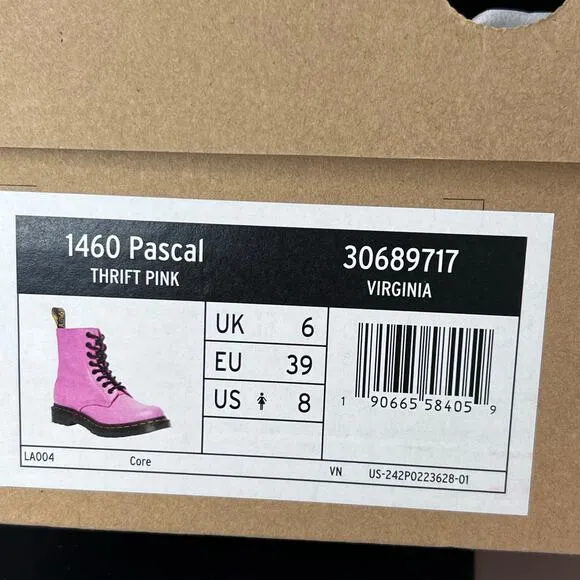 1460 Pascal
THRIFT PINK
30689717
VIRGINIA
UK 6
EU 39
US 8
1 90665 58405 9
LA004
Core
VN
US-242P0223628-01